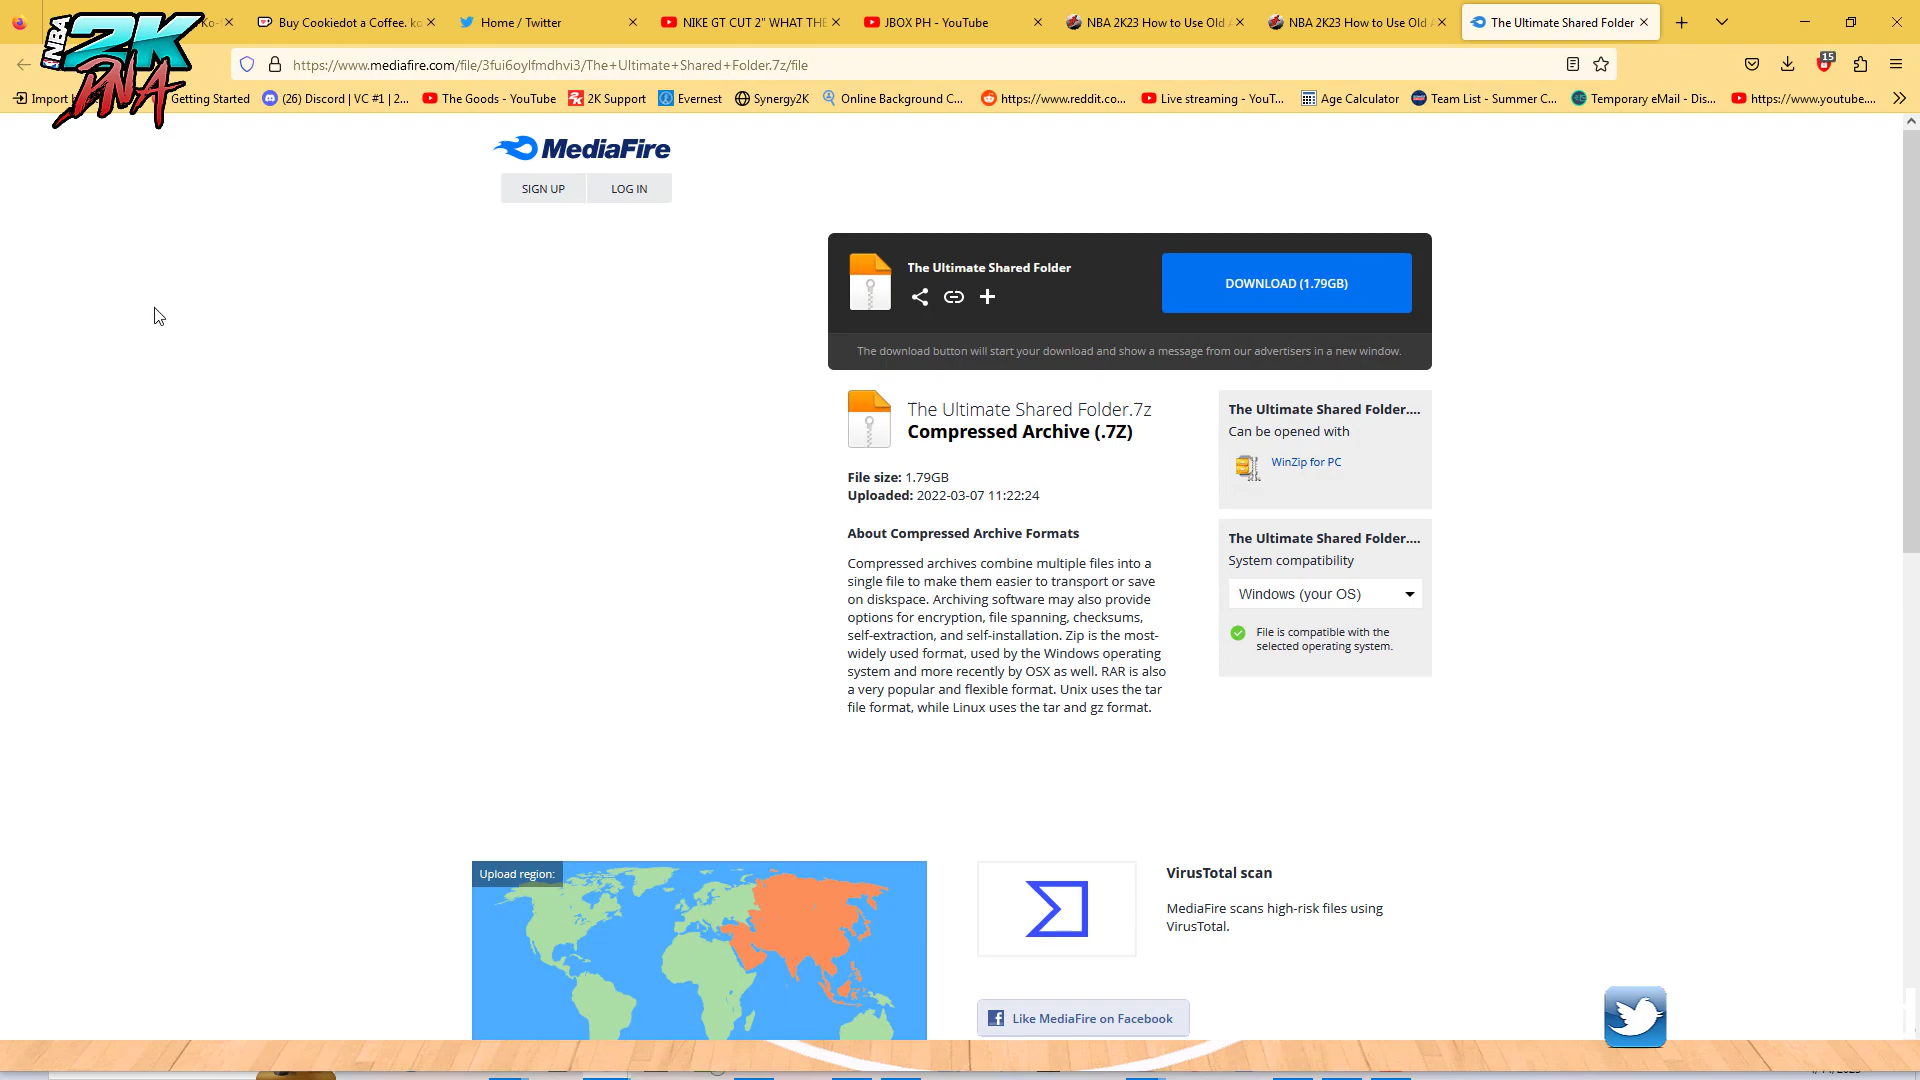 NBA 2K DNA
Ko-f
Buy Cookiedot a Coffee. ko
Home / Twitter
NIKE GT CUT 2" WHAT THE
JBOX PH - YouTube
NBA 2K23 How to Use Old A
NBA 2K23 How to Use Old A
The Ultimate Shared Folder
https://www.mediafire.com/file/3fui6oylfmdhvi3/The+Ultimate+Shared+Folder.7z/file
15
Import
Getting Started
(26) Discord | VC #1 | 2...
The Goods - YouTube
2K Support
Evernest
Synergy2K
Online Background C...
https://www.reddit.co...
Live streaming - YouT...
Age Calculator
Team List - Summer C...
Temporary eMail - Dis...
https://www.youtube....
MediaFire
SIGN UP
LOG IN
The Ultimate Shared Folder
DOWNLOAD (1.79GB)
The download button will start your download and show a message from our advertisers in a new window.
The Ultimate Shared Folder.7z
Compressed Archive (.7Z)
File size: 1.79GB
Uploaded: 2022-03-07 11:22:24
About Compressed Archive Formats
Compressed archives combine multiple files into a
single file to make them easier to transport or save
on diskspace. Archiving software may also provide
options for encryption, file spanning, checksums,
self-extraction, and self-installation. Zip is the most-
widely used format, used by the Windows operating
system and more recently by OSX as well. RAR is also
a very popular and flexible format. Unix uses the tar
file format, while Linux uses the tar and gz format.
The Ultimate Shared Folder....
Can be opened with
WinZip for PC
The Ultimate Shared Folder....
System compatibility
Windows (your OS)
File is compatible with the
selected operating system.
Upload region:
VirusTotal scan
MediaFire scans high-risk files using
VirusTotal.
Like MediaFire on Facebook